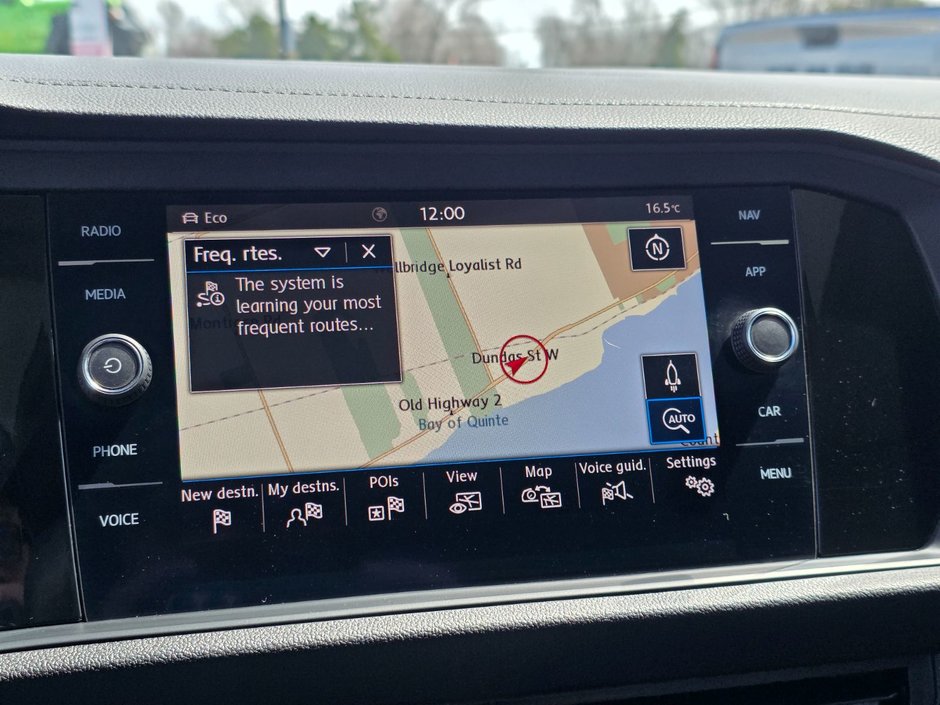 RADIO
MEDIA
PHONE
VOICE
Eco
12:00
16.5°C
Freq. rtes.
The system is
learning your most
frequent routes...
Loyalist Rd
N
Dundas St W
Old Highway 2
Bay of Quinte
AUTO
New destn.
My destns.
POIs
View
Map
Voice guid.
Settings
NAV
APP
CAR
MENU